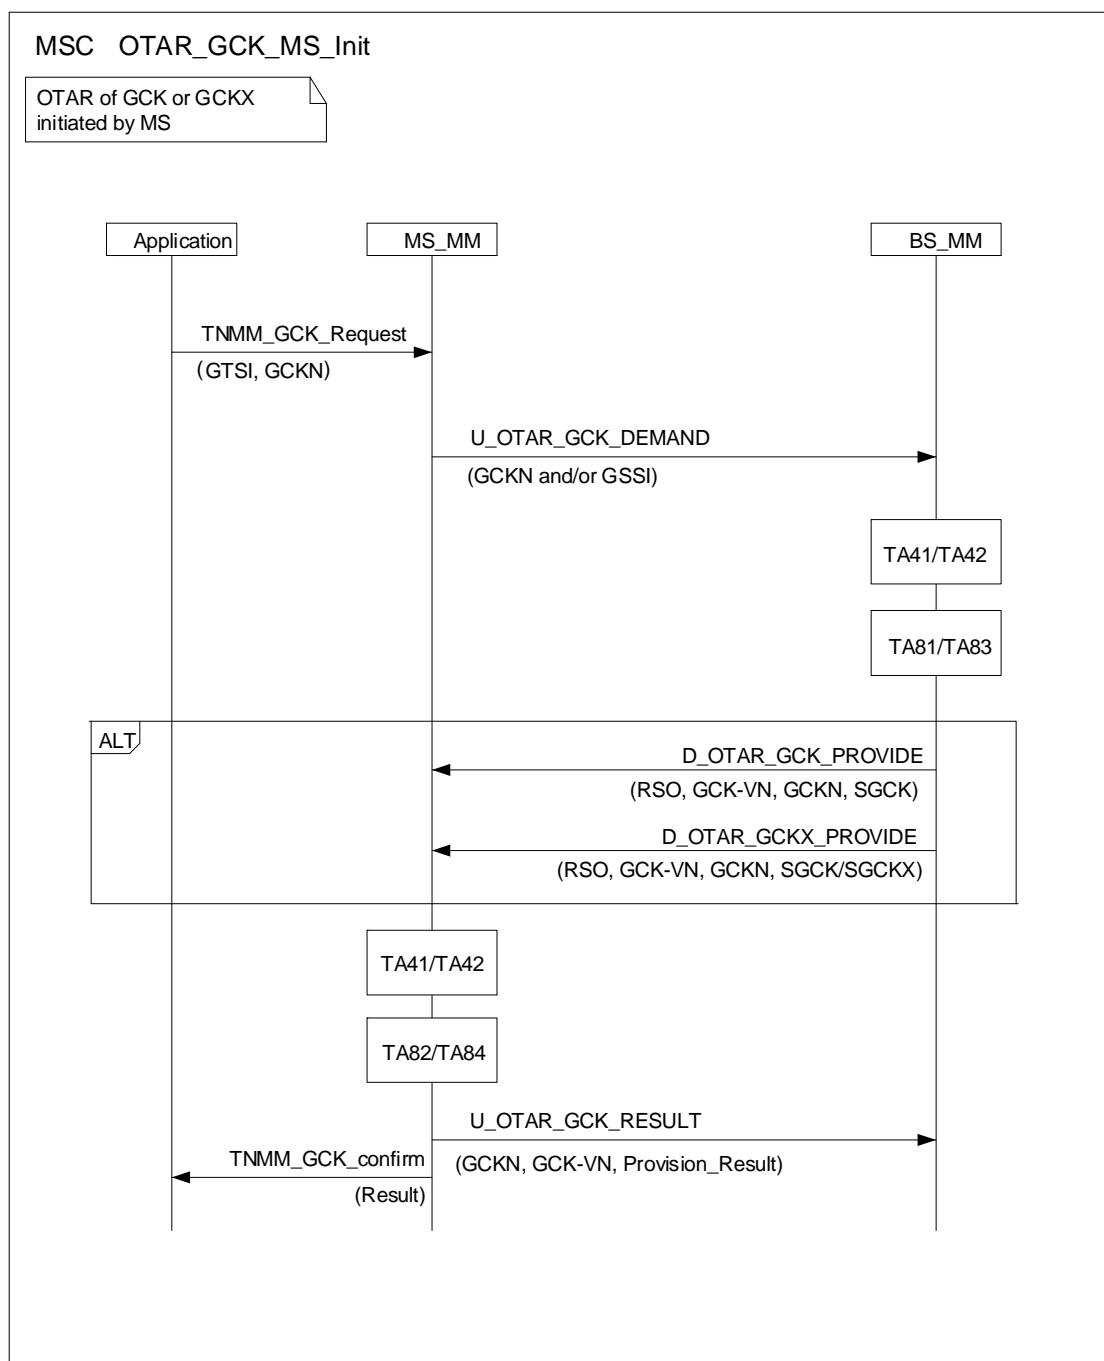 MSC OTAR_GCK_MS_Init
OTAR of GCK or GCKX
initiated by MS
Application
MS_MM
BS_MM
TNMM_GCK_Request
(GTSI, GCKN)
U_OTAR_GCK_DEMAND
(GCKN and/or GSSI)
TA41/TA42
TA81/TA83
ALT
D_OTAR_GCK_PROVIDE
(RSO, GCK-VN, GCKN, SGCK)
D_OTAR_GCKX_PROVIDE
(RSO, GCK-VN, GCKN, SGCK/SGCKX)
TA41/TA42
TA82/TA84
U_OTAR_GCK_RESULT
(GCKN, GCK-VN, Provision_Result)
TNMM_GCK_confirm
(Result)